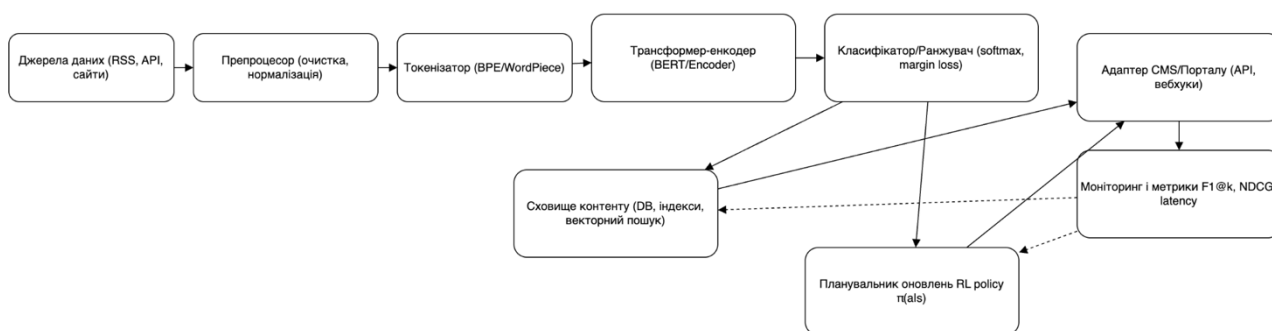 Джерела даних (RSS, API,
сайти)
Препроцесор (очистка,
нормалізація)
Токенізатор (BPE/WordPiece)
Трансформер-енкодер
(BERT/Encoder)
Класифікатор/Ранжувач (softmax,
margin loss)
Адаптер CMS/Порталу (API,
вебхуки)
Моніторинг і метрики F1@k, NDCG
latency
Сховище контенту (DB, індекси,
векторний пошук)
Планувальник оновлень RL policy
π(als)